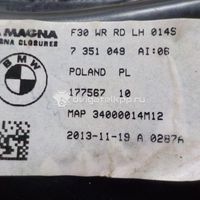 MAGNA
MAGNA CLOSURES
F30 WR RD LH 014S
7 351 049 AI:06
BMW
POLAND PL
177567 10
MAP 34000014M12
2013-11-19 A 0287A